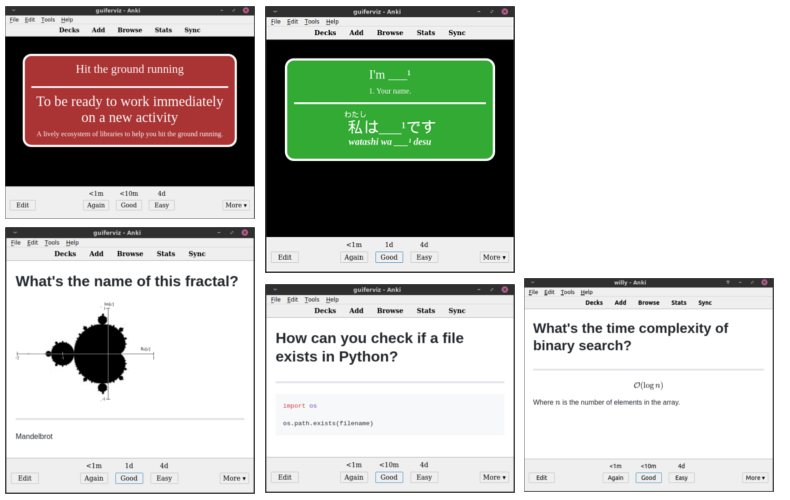 guiferviz - Anki
File Edit Tools Help
Decks Add Browse Stats Sync
Hit the ground running
To be ready to work immediately
on a new activity
A lively ecosystem of libraries to help you hit the ground running.
<1m <10m 4d
Edit Again Good Easy More ▾
guiferviz - Anki
File Edit Tools Help
Decks Add Browse Stats Sync
I'm ___¹
1. Your name.
わたし
私は___¹です
watashi wa ___¹ desu
<1m 1d 4d
Edit Again Good Easy More ▾
guiferviz - Anki
File Edit Tools Help
Decks Add Browse Stats Sync
What's the name of this fractal?
Mandelbrot
<1m 1d 4d
Edit Again Good Easy More ▾
guiferviz - Anki
File Edit Tools Help
Decks Add Browse Stats Sync
How can you check if a file
exists in Python?
import os
os.path.exists(filename)
<1m <10m 4d
Edit Again Good Easy More ▾
willy - Anki
File Edit Tools Help
Decks Add Browse Stats Sync
What's the time complexity of
binary search?
O(log n)
Where n is the number of elements in the array.
<1m <10m 4d
Edit Again Good Easy More ▾